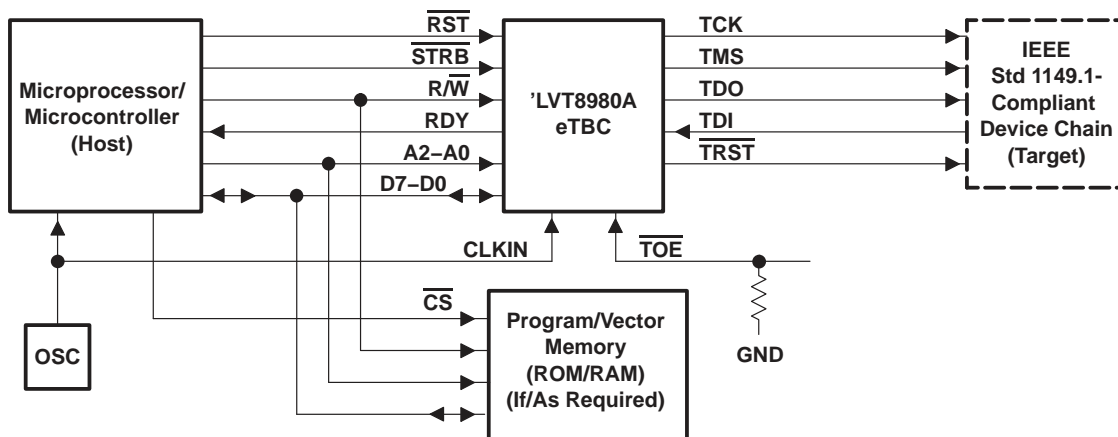 RST
STRB
R/W
RDY
A2–A0
D7–D0
Microprocessor/
Microcontroller
(Host)
'LVT8980A
eTBC
TCK
TMS
TDO
TDI
TRST
IEEE
Std 1149.1-
Compliant
Device Chain
(Target)
CLKIN
TOE
CS
OSC
Program/Vector
Memory
(ROM/RAM)
(If/As Required)
GND